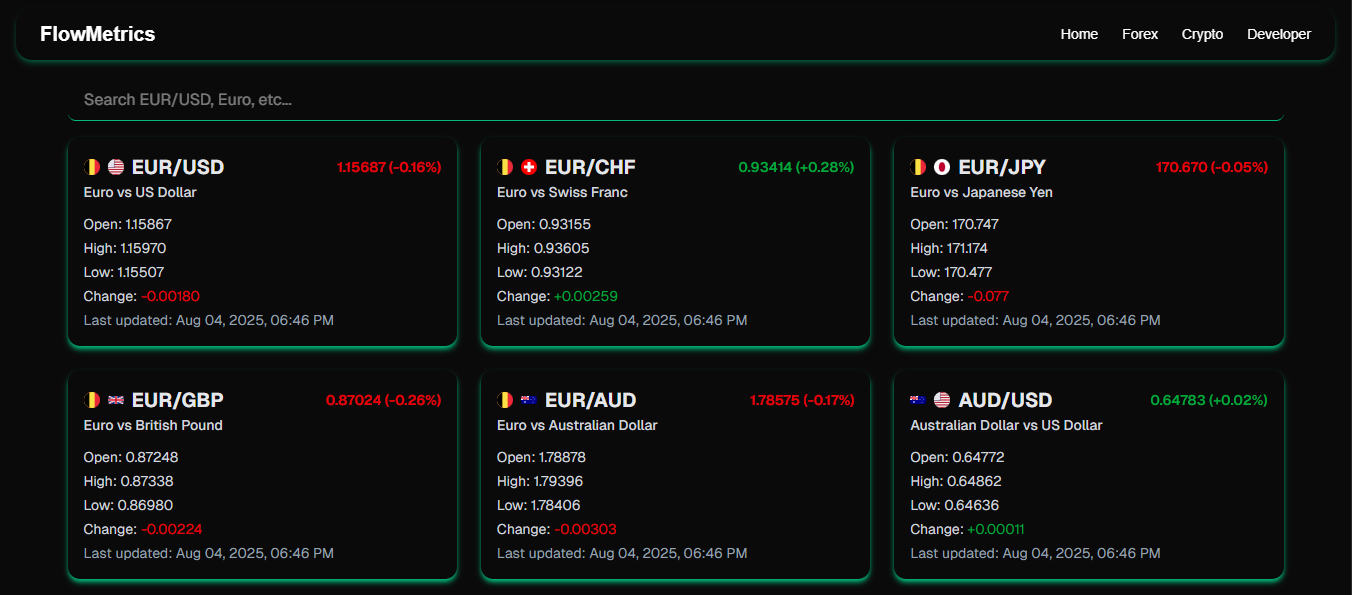 FlowMetrics
Home Forex Crypto Developer
Search EUR/USD, Euro, etc...
EUR/USD 1.15687 (-0.16%)
Euro vs US Dollar
Open: 1.15867
High: 1.15970
Low: 1.15507
Change: -0.00180
Last updated: Aug 04, 2025, 06:46 PM
EUR/CHF 0.93414 (+0.28%)
Euro vs Swiss Franc
Open: 0.93155
High: 0.93605
Low: 0.93122
Change: +0.00259
Last updated: Aug 04, 2025, 06:46 PM
EUR/JPY 170.670 (-0.05%)
Euro vs Japanese Yen
Open: 170.747
High: 171.174
Low: 170.477
Change: -0.077
Last updated: Aug 04, 2025, 06:46 PM
EUR/GBP 0.87024 (-0.26%)
Euro vs British Pound
Open: 0.87248
High: 0.87338
Low: 0.86980
Change: -0.00224
Last updated: Aug 04, 2025, 06:46 PM
EUR/AUD 1.78575 (-0.17%)
Euro vs Australian Dollar
Open: 1.78878
High: 1.79396
Low: 1.78406
Change: -0.00303
Last updated: Aug 04, 2025, 06:46 PM
AUD/USD 0.64783 (+0.02%)
Australian Dollar vs US Dollar
Open: 0.64772
High: 0.64862
Low: 0.64636
Change: +0.00011
Last updated: Aug 04, 2025, 06:46 PM